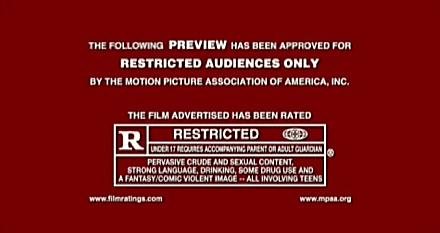 THE FOLLOWING PREVIEW HAS BEEN APPROVED FOR
RESTRICTED AUDIENCES ONLY
BY THE MOTION PICTURE ASSOCIATION OF AMERICA, INC.
THE FILM ADVERTISED HAS BEEN RATED
R RESTRICTED
UNDER 17 REQUIRES ACCOMPANYING PARENT OR ADULT GUARDIAN ®
PERVASIVE CRUDE AND SEXUAL CONTENT,
STRONG LANGUAGE, DRINKING, SOME DRUG USE AND
A FANTASY/COMIC VIOLENT IMAGE -- ALL INVOLVING TEENS
www.filmratings.com www.mpaa.org